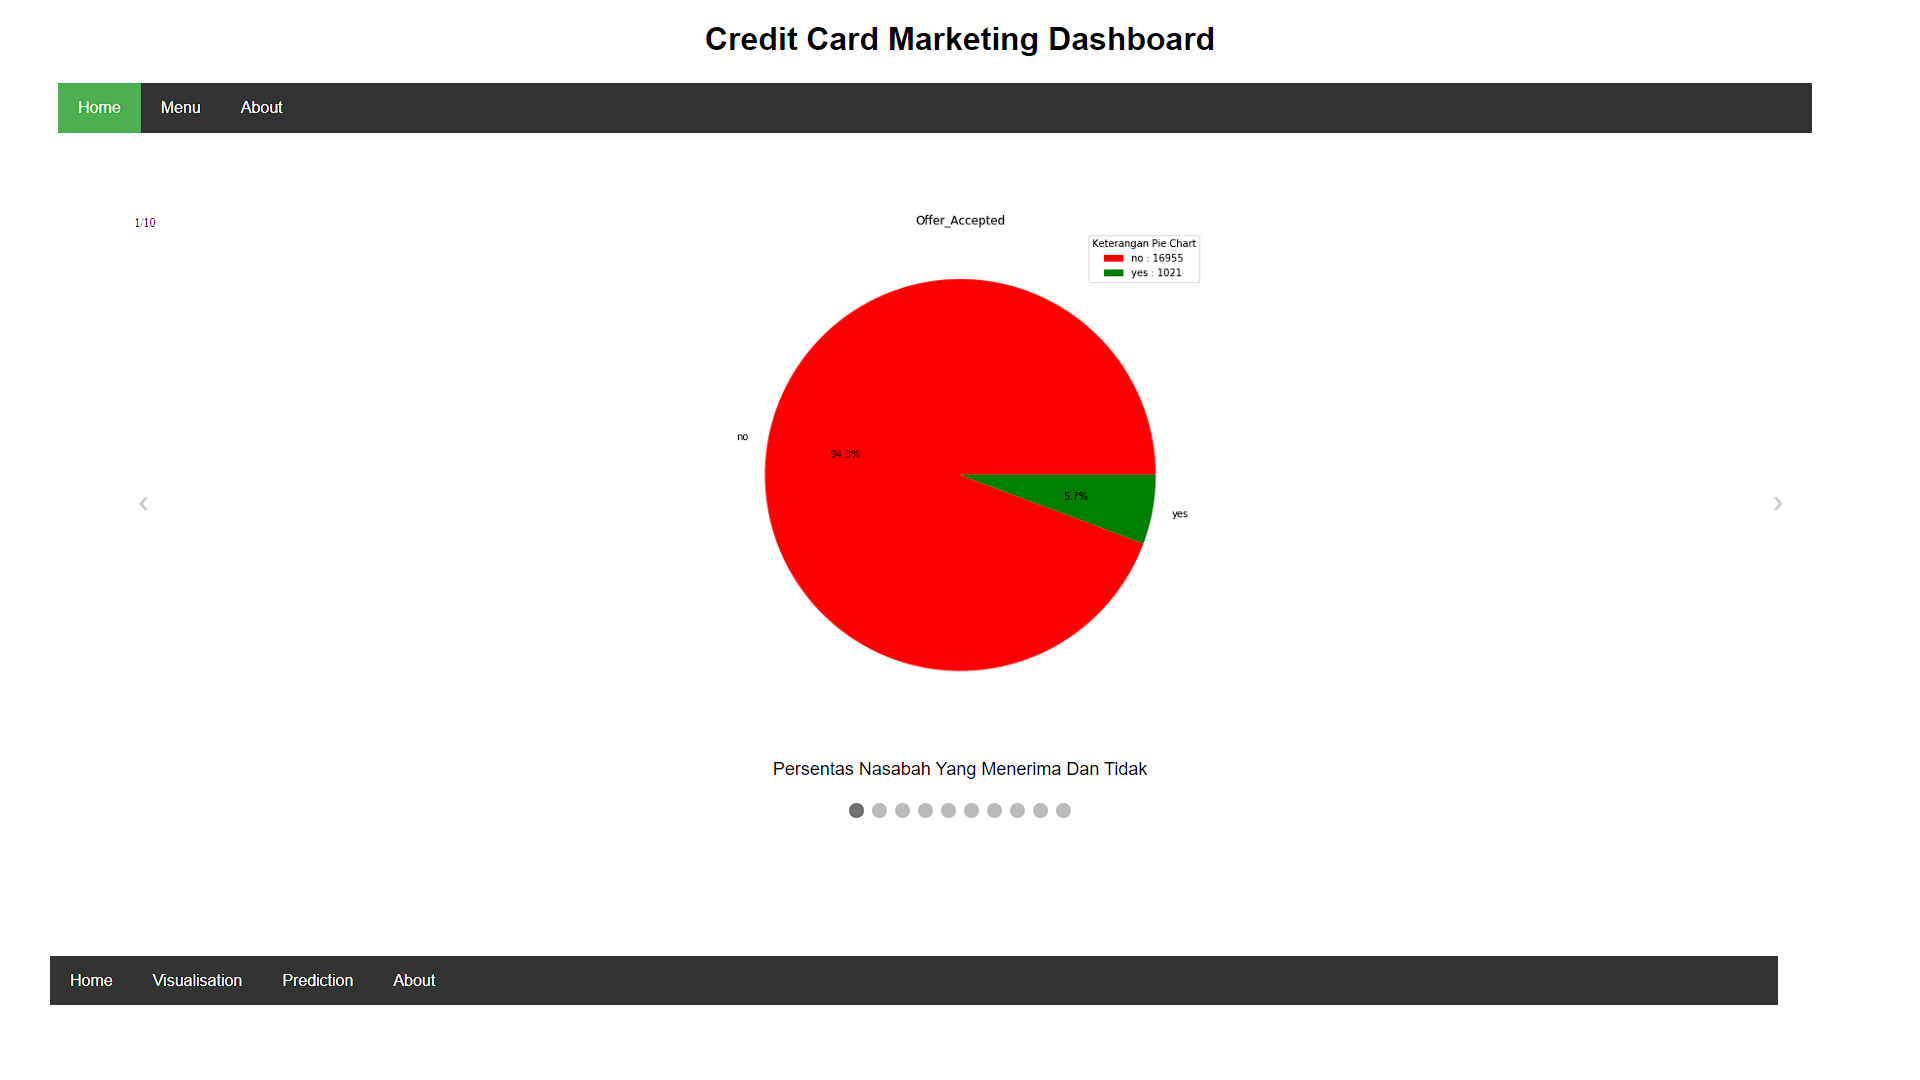 Credit Card Marketing Dashboard
Home Menu About
1/10
Offer_Accepted
Keterangan Pie Chart
no : 16955
yes : 1021
no
94.3%
5.7%
yes
‹ ›
Persentas Nasabah Yang Menerima Dan Tidak
Home Visualisation Prediction About